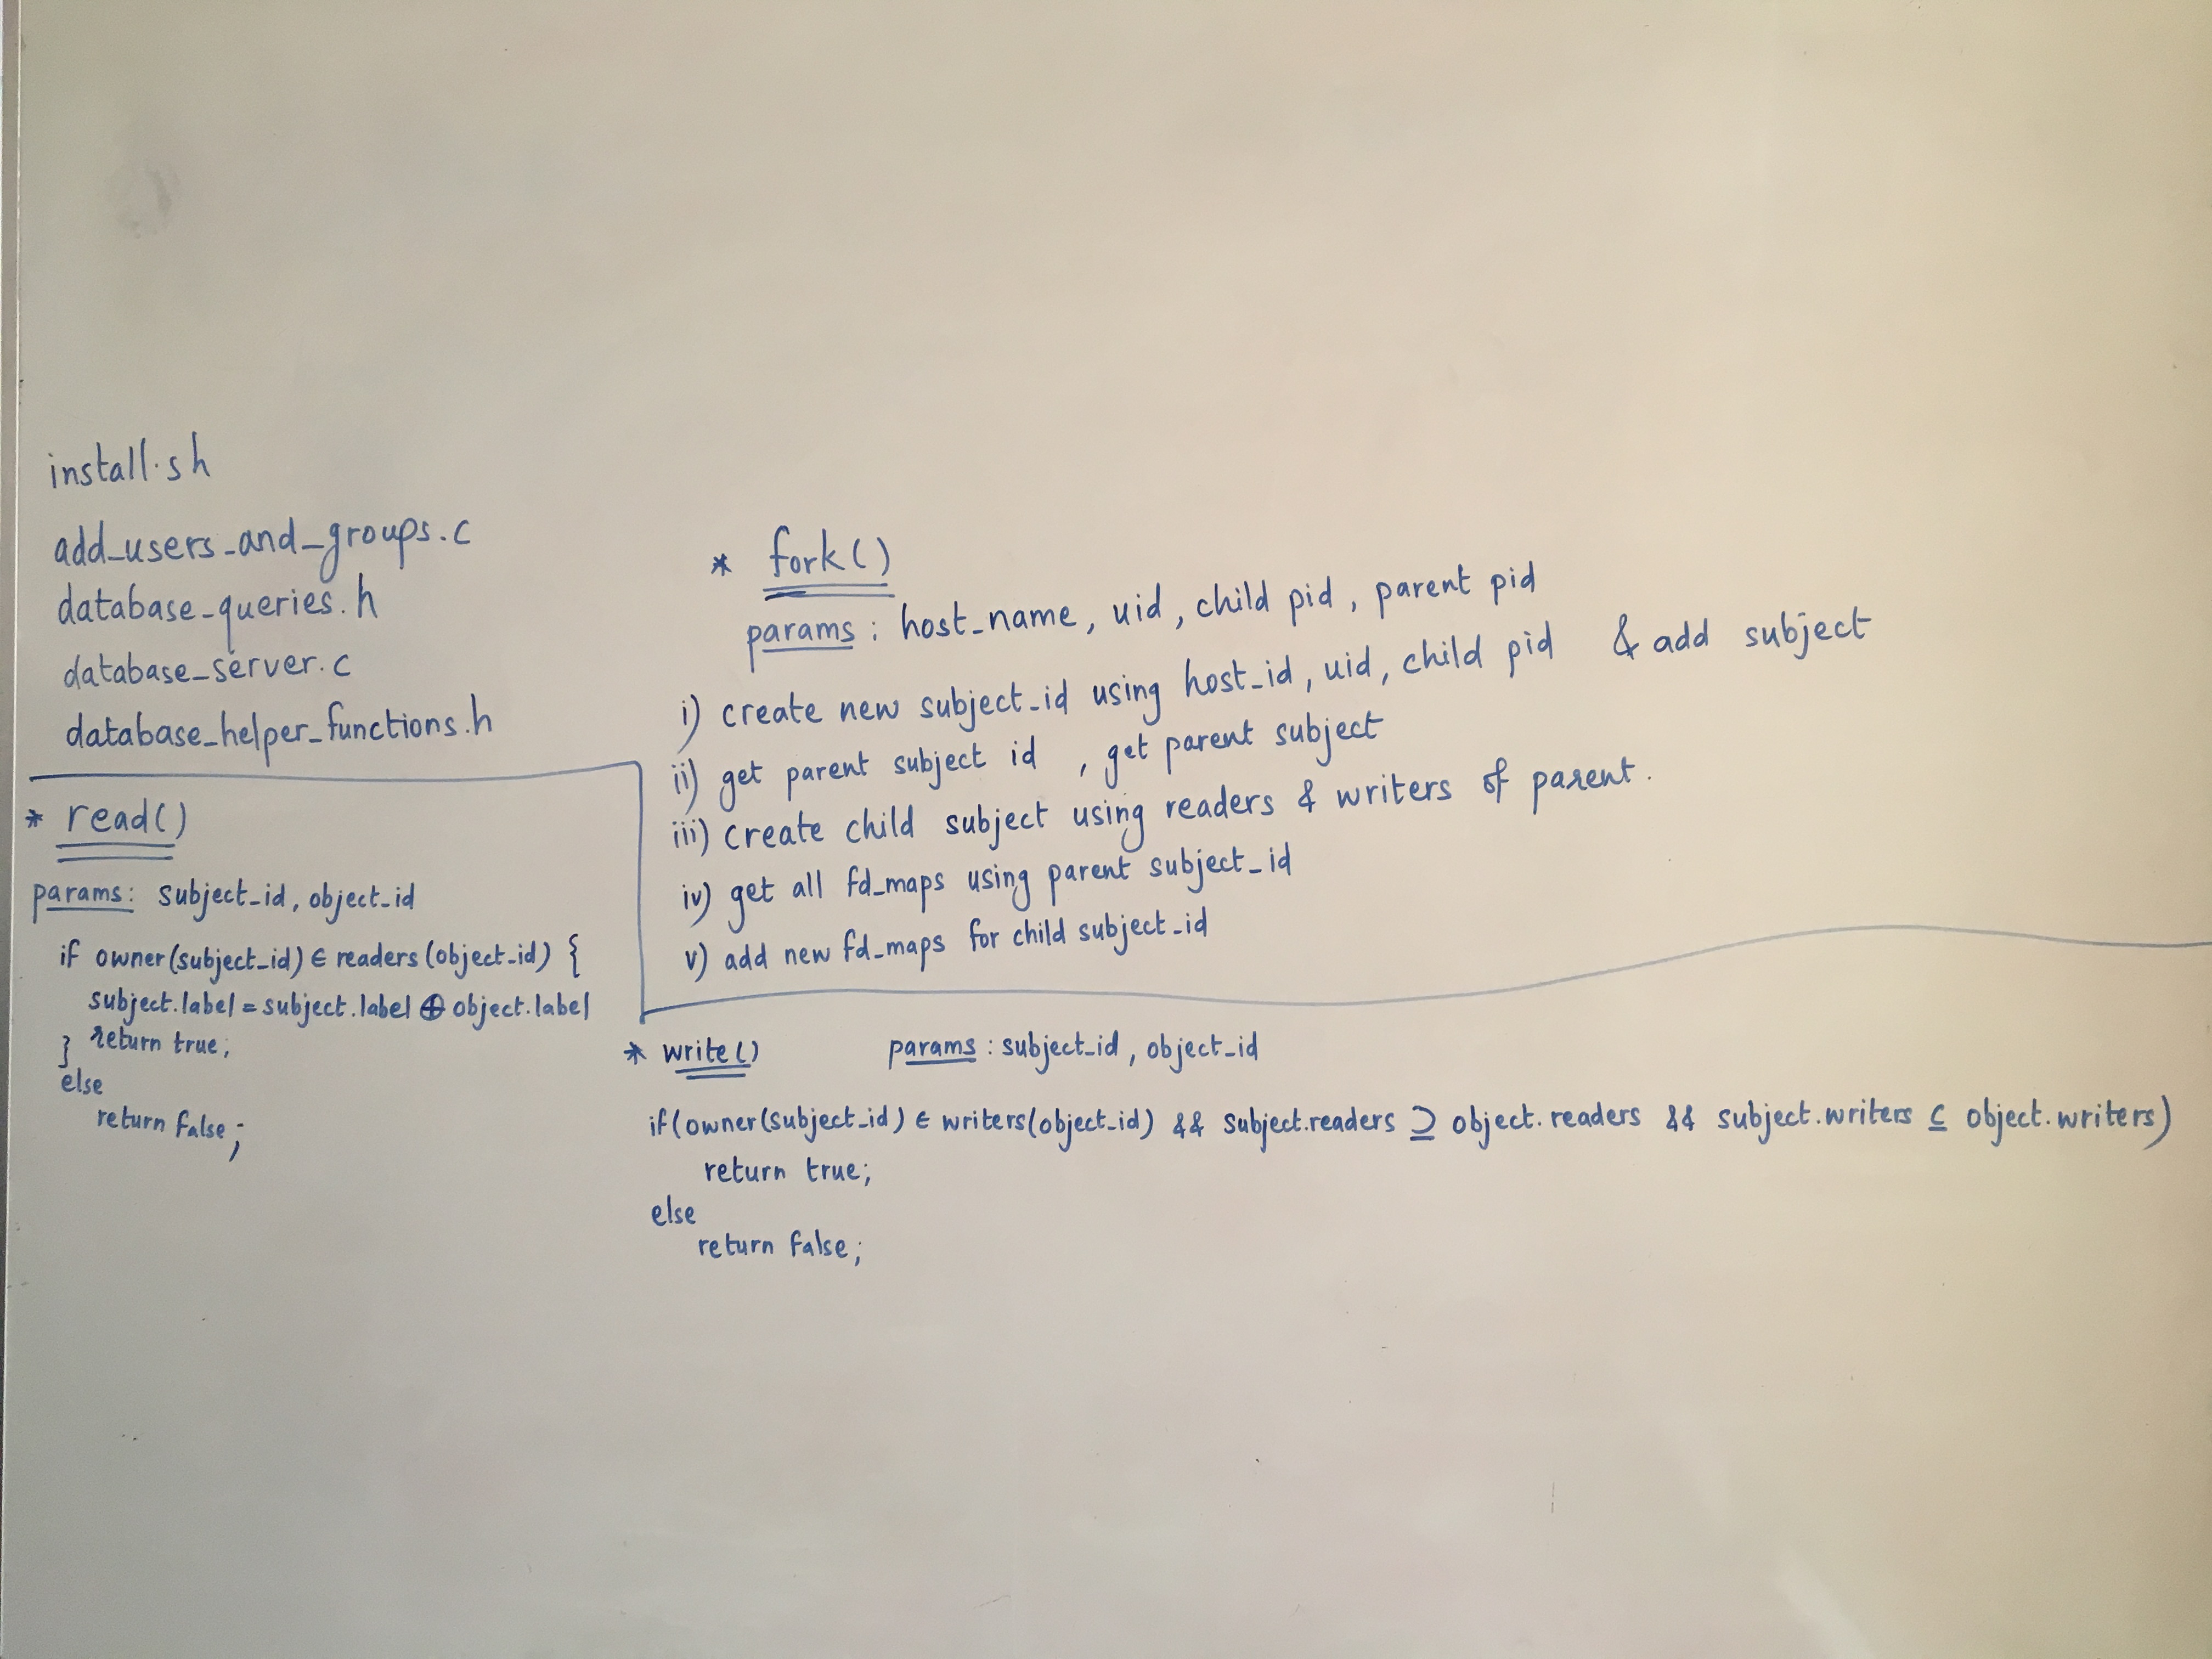 install.sh
add_users_and_groups.c
database_queries.h
database_server.c
database_helper_functions.h
* read()
params: subject_id, object_id
if owner(subject_id) ∈ readers(object_id) {
subject.label = subject.label ⊕ object.label
return true;
}
else
return false;
* fork()
params : host_name, uid, child pid, parent pid
i) create new subject_id using host_id, uid, child pid & add subject
ii) get parent subject id , get parent subject
iii) create child subject using readers & writers of parent.
iv) get all fd_maps using parent subject_id
v) add new fd_maps for child subject_id
* write() params : subject_id, object_id
if(owner(subject_id) ∈ writers(object_id) && subject.readers ⊇ object.readers && subject.writers ⊆ object.writers)
return true;
else
return false;